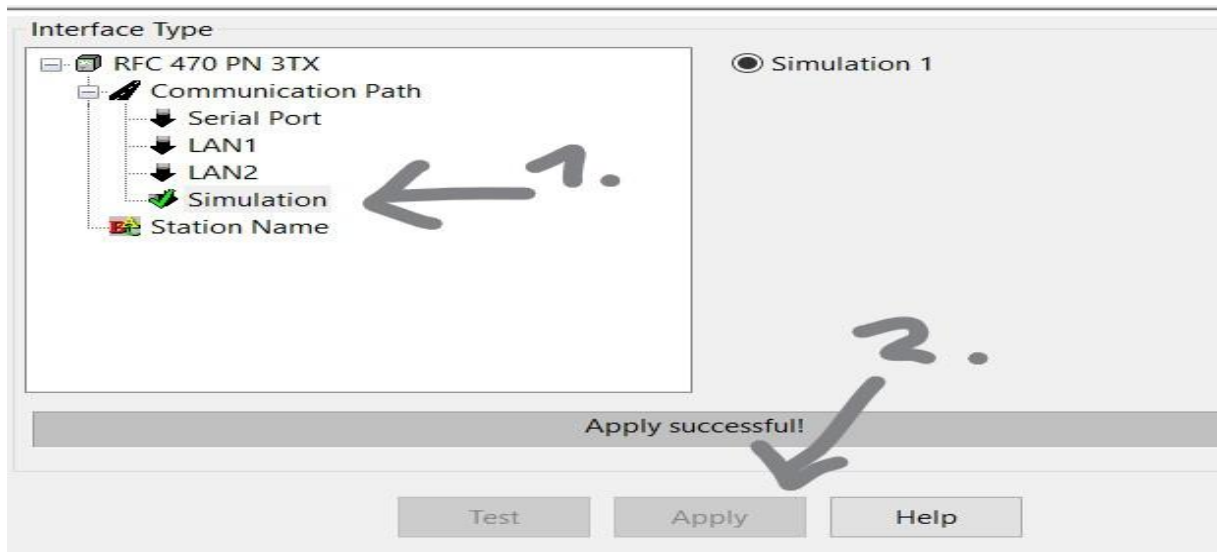 Interface Type
RFC 470 PN 3TX
Communication Path
Serial Port
LAN1
LAN2
Simulation
Station Name
Simulation 1
1.
2.
Apply successful!
Test
Apply
Help